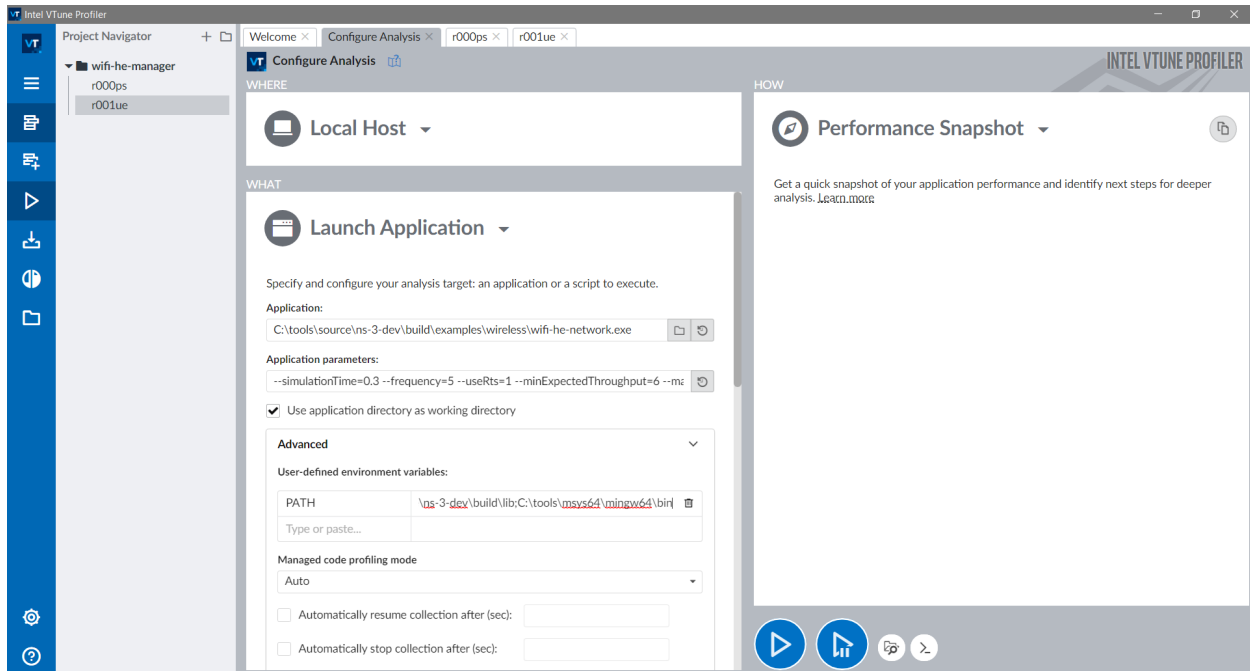 Intel VTune Profiler
Project Navigator
wifi-he-manager
r000ps
r001ue
Welcome
Configure Analysis
r000ps
r001ue
Configure Analysis
INTEL VTUNE PROFILER
WHERE
Local Host
WHAT
Launch Application
Specify and configure your analysis target: an application or a script to execute.
Application:
C:\tools\source\ns-3-dev\build\examples\wireless\wifi-he-network.exe
Application parameters:
--simulationTime=0.3 --frequency=5 --useRts=1 --minExpectedThroughput=6 --ma
Use application directory as working directory
Advanced
User-defined environment variables:
PATH \ns-3-dev\build\lib;C:\tools\msys64\mingw64\bin
Type or paste...
Managed code profiling mode
Auto
Automatically resume collection after (sec):
Automatically stop collection after (sec):
HOW
Performance Snapshot
Get a quick snapshot of your application performance and identify next steps for deeper
analysis. Learn more